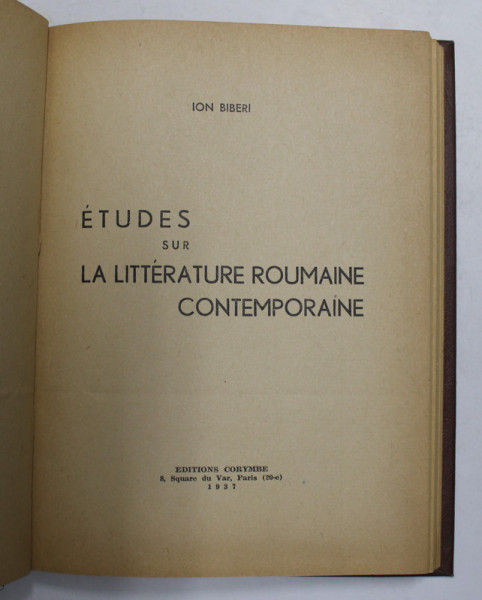 ION BIBERI
ÉTUDES
SUR
LA LITTÉRATURE ROUMAINE
CONTEMPORAINE
EDITIONS CORYMBE
8, Square du Var, Paris (20-e)
1937